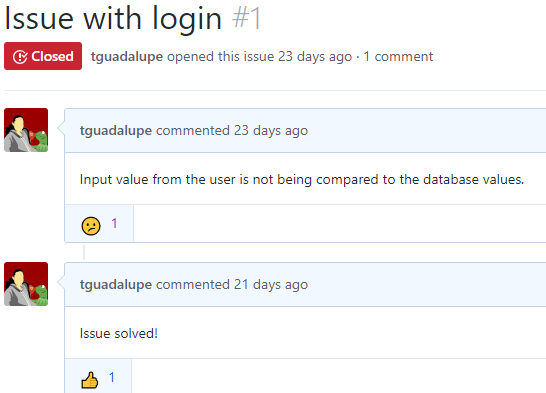 Issue with login #1
Closed tguadalupe opened this issue 23 days ago · 1 comment
tguadalupe commented 23 days ago
Input value from the user is not being compared to the database values.
1
tguadalupe commented 21 days ago
Issue solved!
1